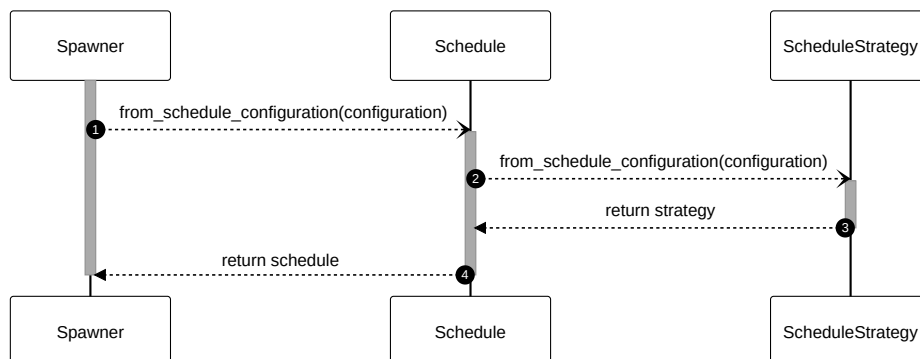 Spawner
Schedule
ScheduleStrategy
from_schedule_configuration(configuration)
1
from_schedule_configuration(configuration)
2
return strategy
3
return schedule
4
Spawner
Schedule
ScheduleStrategy